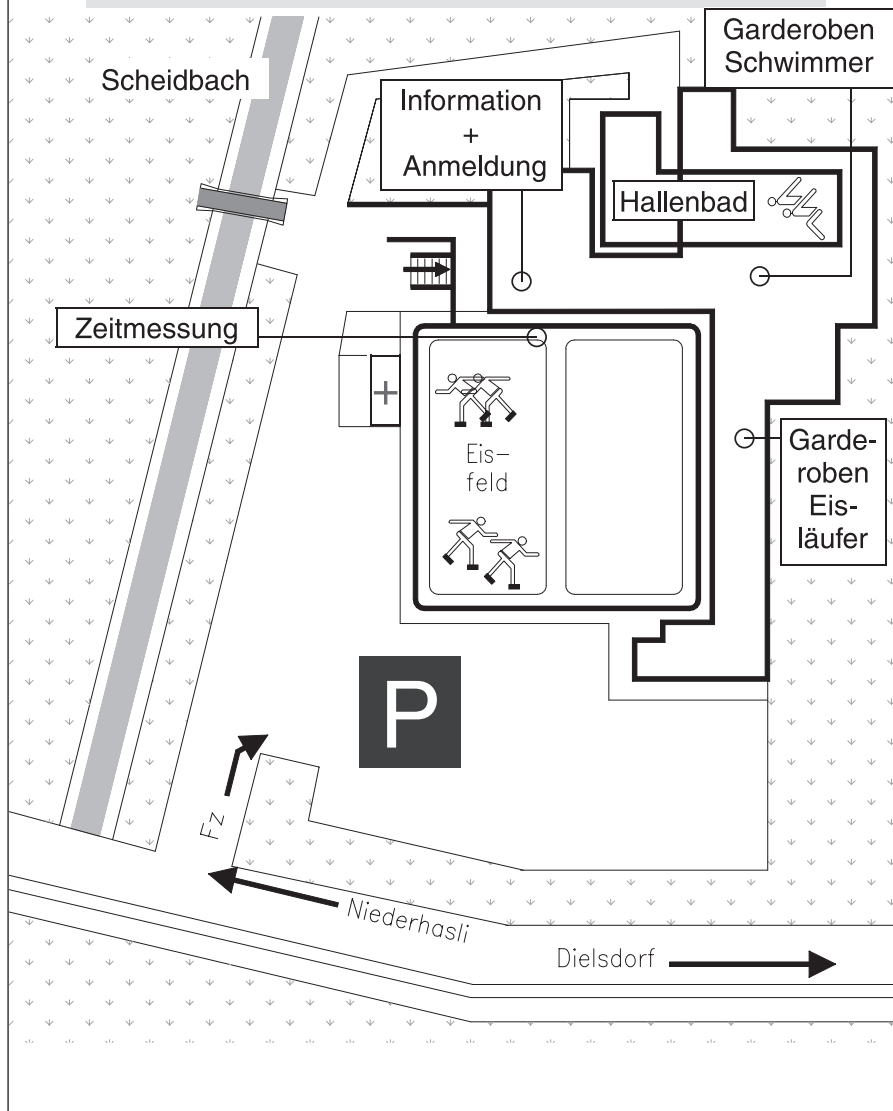 Garderoben
Schwimmer
Scheidbach
Information
+
Anmeldung
Hallenbad
Zeitmessung
Eis-
feld
Garde-
roben
Eis-
läufer
P
Fz
Niederhasli
Dielsdorf